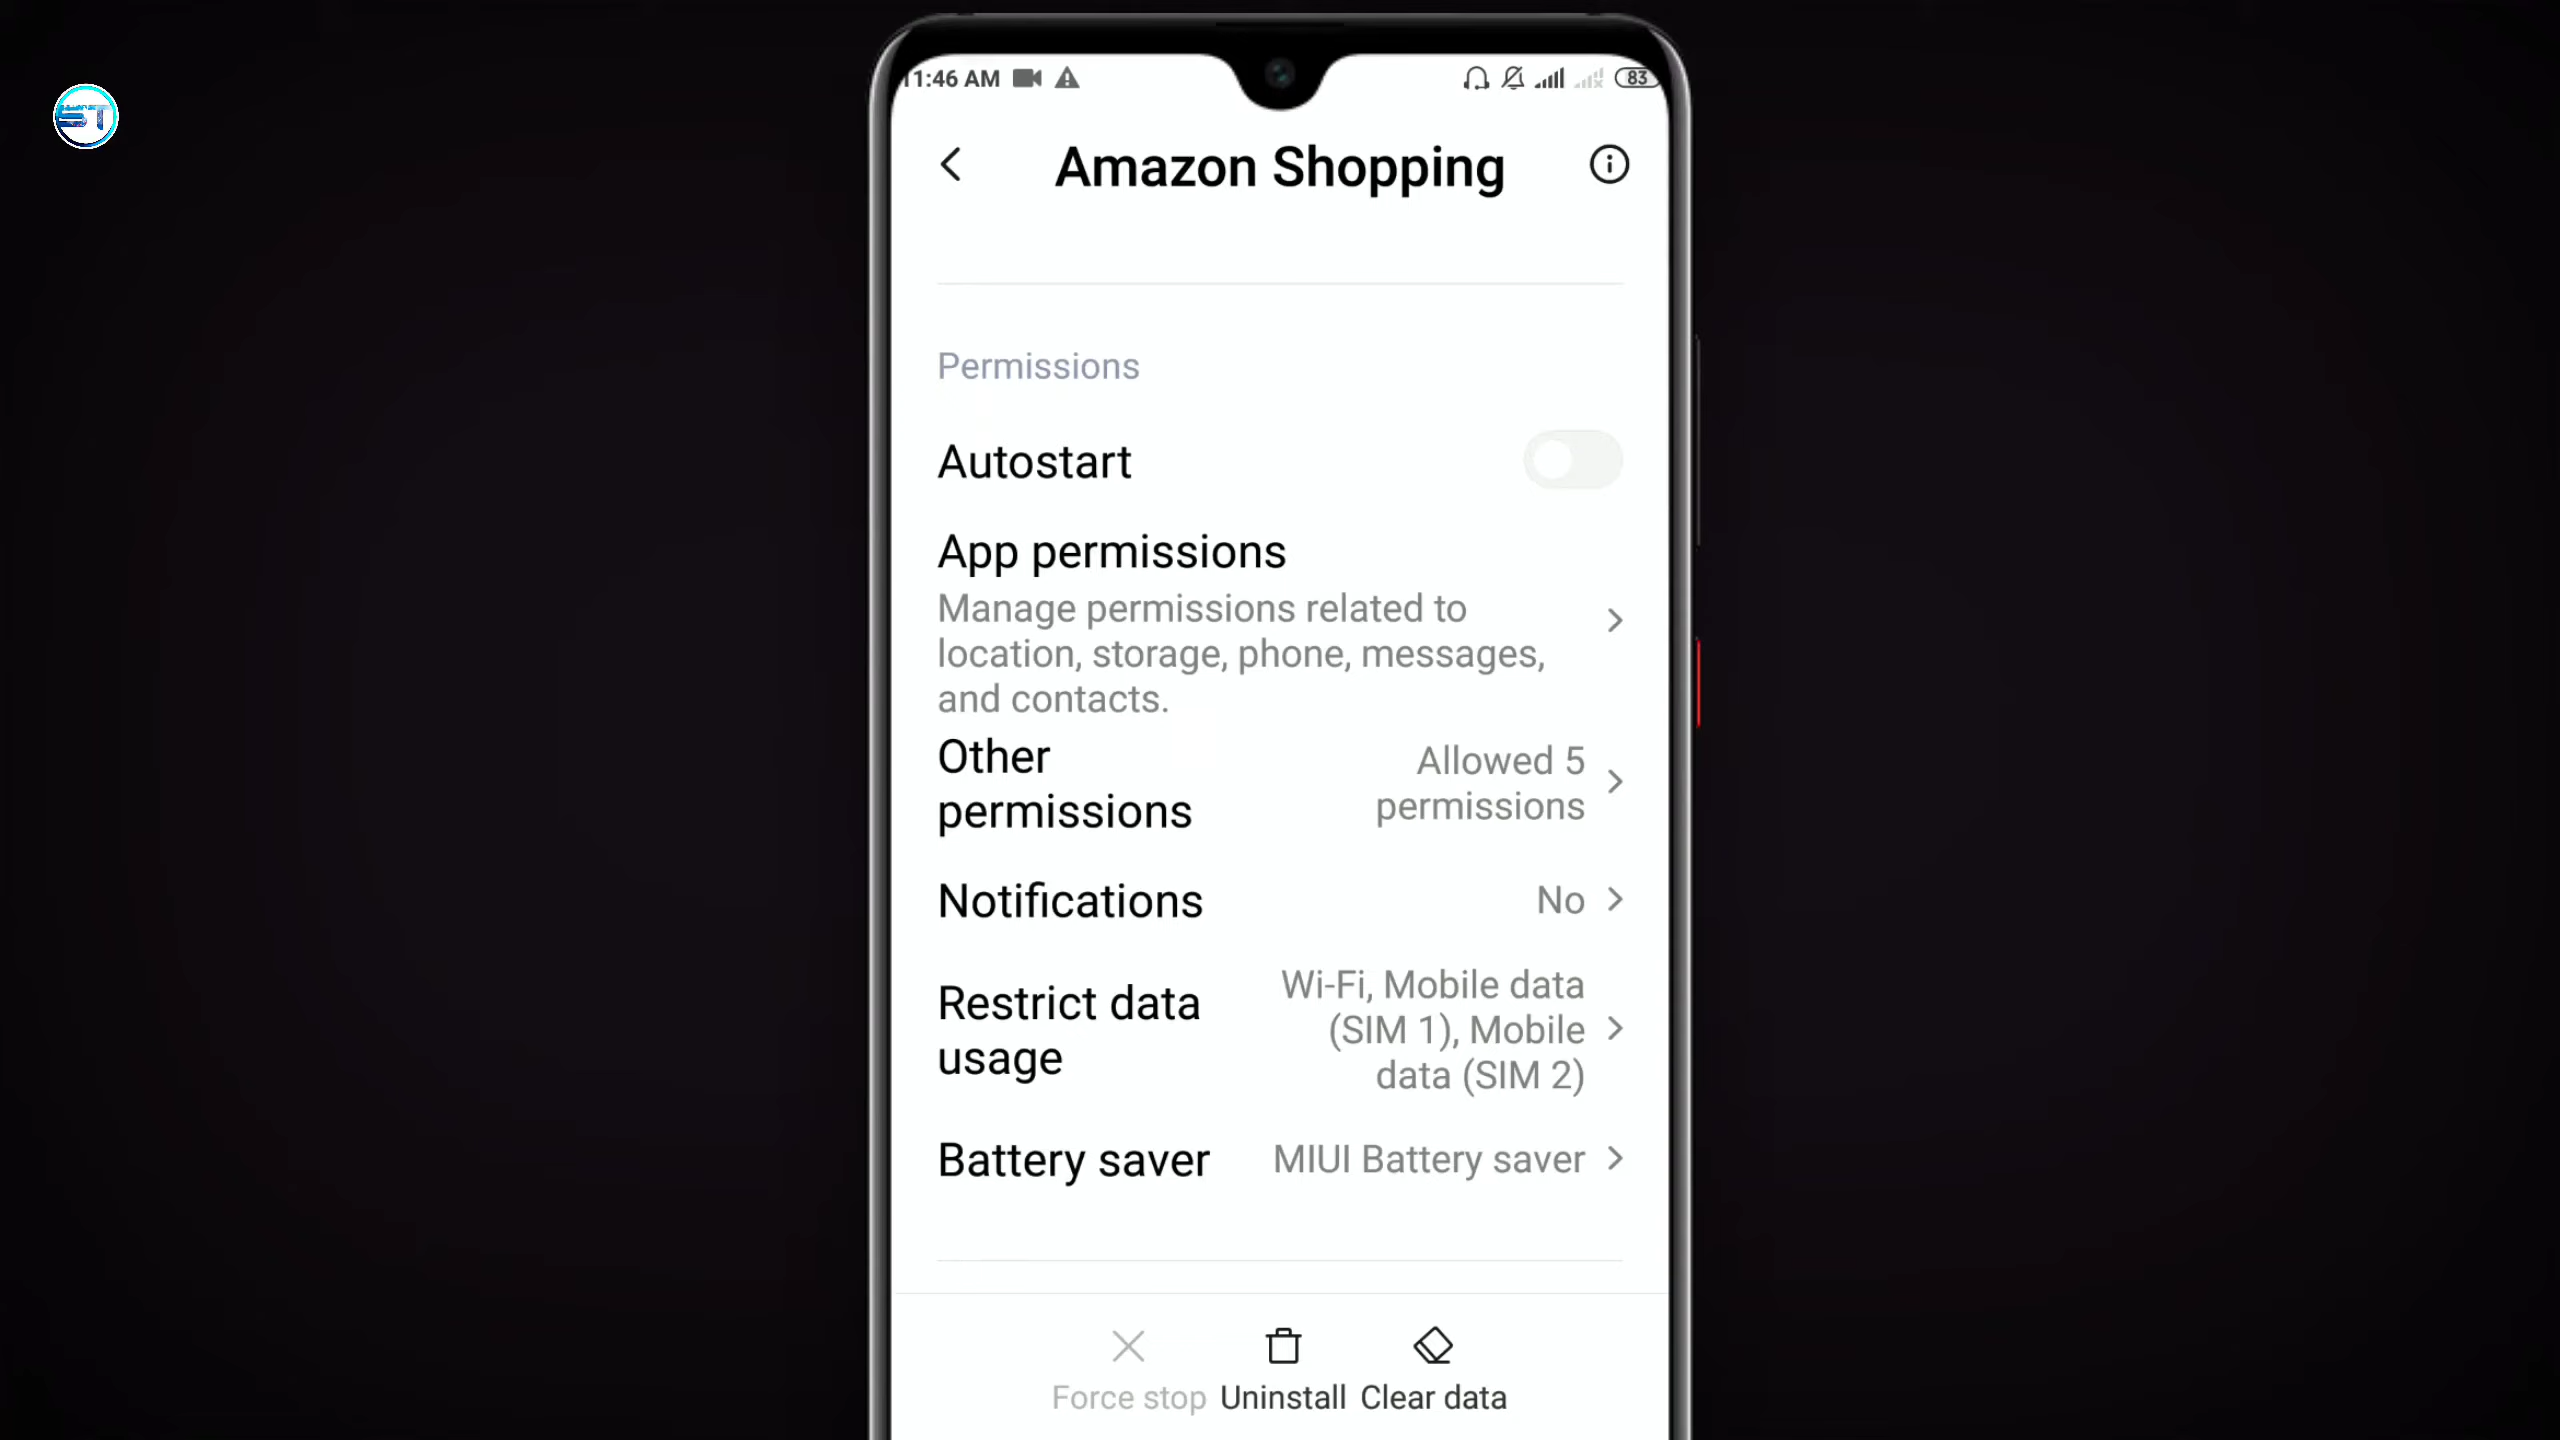 ST
11:46 AM
83
Amazon Shopping
Permissions
Autostart
App permissions
Manage permissions related to
location, storage, phone, messages,
and contacts.
Other
permissions
Allowed 5
permissions
Notifications
No
Restrict data
usage
Wi-Fi, Mobile data
(SIM 1), Mobile
data (SIM 2)
Battery saver
MIUI Battery saver
Force stop
Uninstall
Clear data